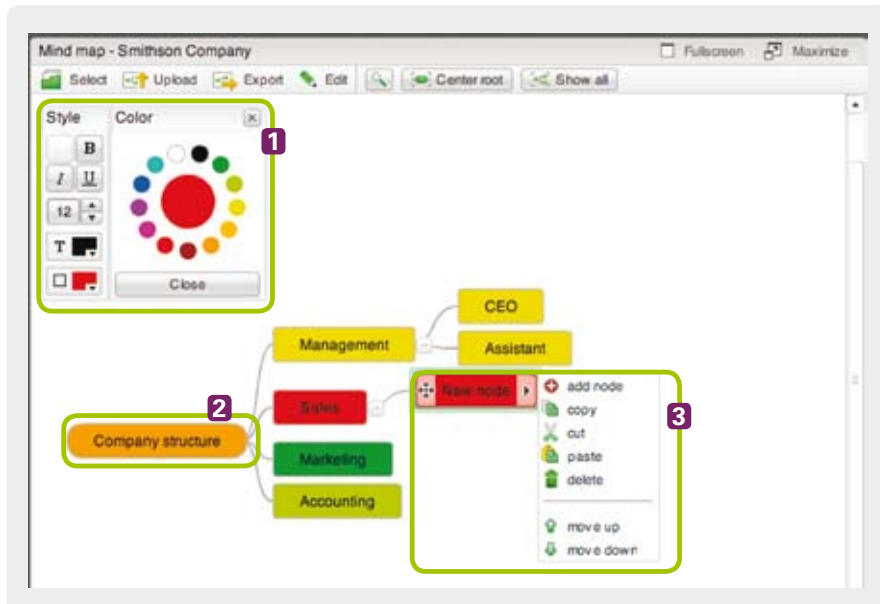 Mind map - Smithson Company
Fullscreen
Maximize
Select
Upload
Export
Edit
Center root
Show all
Style
Color
1
B
I
U
12
T
Close
CEO
Management
Assistant
New node
add node
3
Sales
copy
2
cut
Company structure
paste
Marketing
delete
Accounting
move up
move down